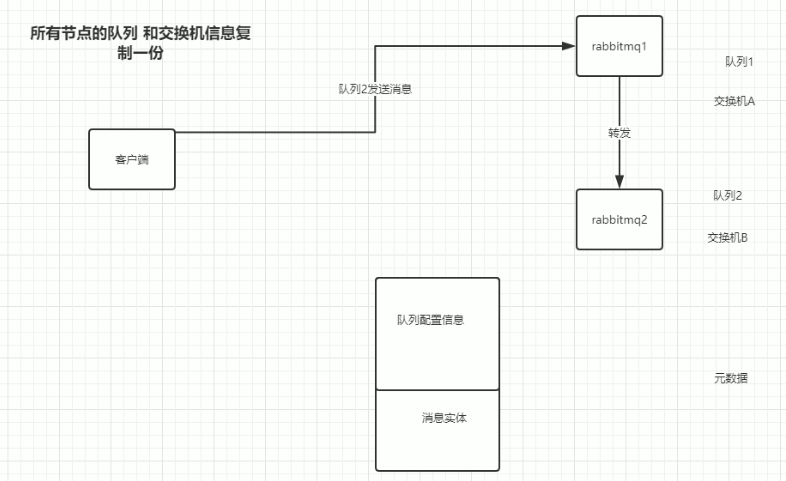 所有节点的队列 和交换机信息复
制一份
rabbitmq1
队列1
队列2发送消息
交换机A
转发
客户端
队列2
rabbitmq2
交换机B
队列配置信息
元数据
消息实体